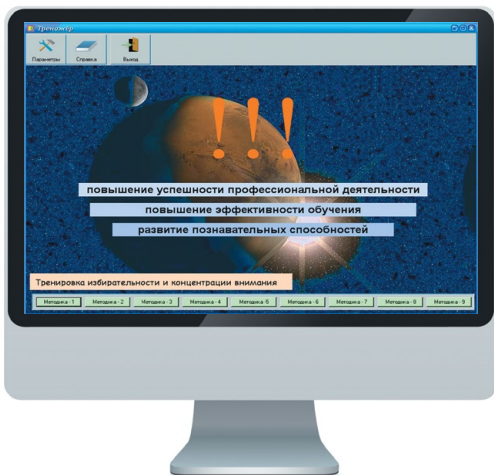 Тренажёр
Параметры Справка Выход
!!!
повышение успешности профессиональной деятельности
повышение эффективности обучения
развитие познавательных способностей
Тренировка избирательности и концентрации внимания
Методика - 1 Методика - 2 Методика - 3 Методика - 4 Методика -5 Методика - 6 Методика - 7 Методика - 8 Методика - 9